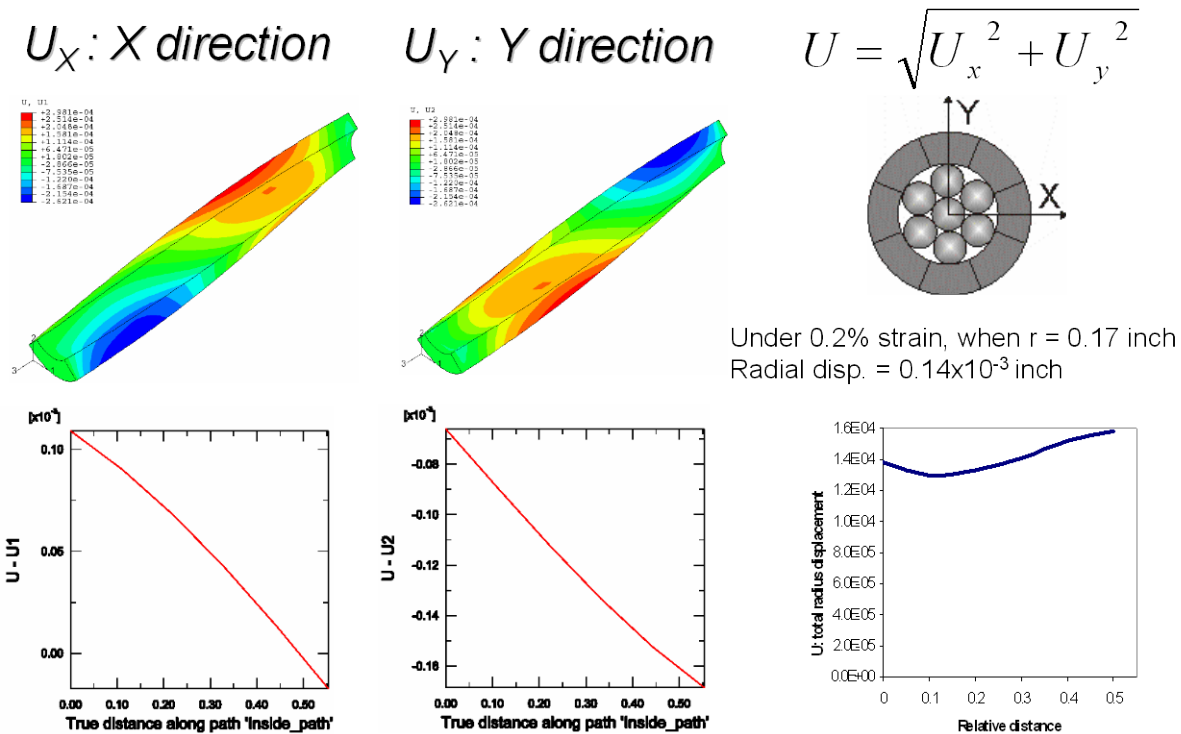 U_X : X direction
U_Y : Y direction
U = √(U_x² + U_y²)
U, U1
+2.981e-04
+2.514e-04
+2.048e-04
+1.581e-04
+1.114e-04
+6.471e-05
+1.802e-05
-2.866e-05
-7.535e-05
-1.220e-04
-1.687e-04
-2.154e-04
-2.621e-04
2
3
1
U, U2
+2.981e-04
+2.514e-04
+2.048e-04
+1.581e-04
+1.114e-04
+6.471e-05
+1.802e-05
-2.866e-05
-7.535e-05
-1.220e-04
-1.687e-04
-2.154e-04
-2.621e-04
2
3
1
Y
X
Under 0.2% strain, when r = 0.17 inch
Radial disp. = 0.14x10⁻³ inch
0.10
0.05
0.00
U - U1
0.00 0.10 0.20 0.30 0.40 0.50
True distance along path 'Inside_path'
-0.08
-0.10
-0.12
-0.14
-0.16
U - U2
0.00 0.10 0.20 0.30 0.40 0.50
True distance along path 'Inside_path'
1.6E04
1.4E04
1.2E04
1.0E04
8.0E05
6.0E05
4.0E05
2.0E05
0.0E+00
U: total radius displacement
0 0.1 0.2 0.3 0.4 0.5
Relative distance